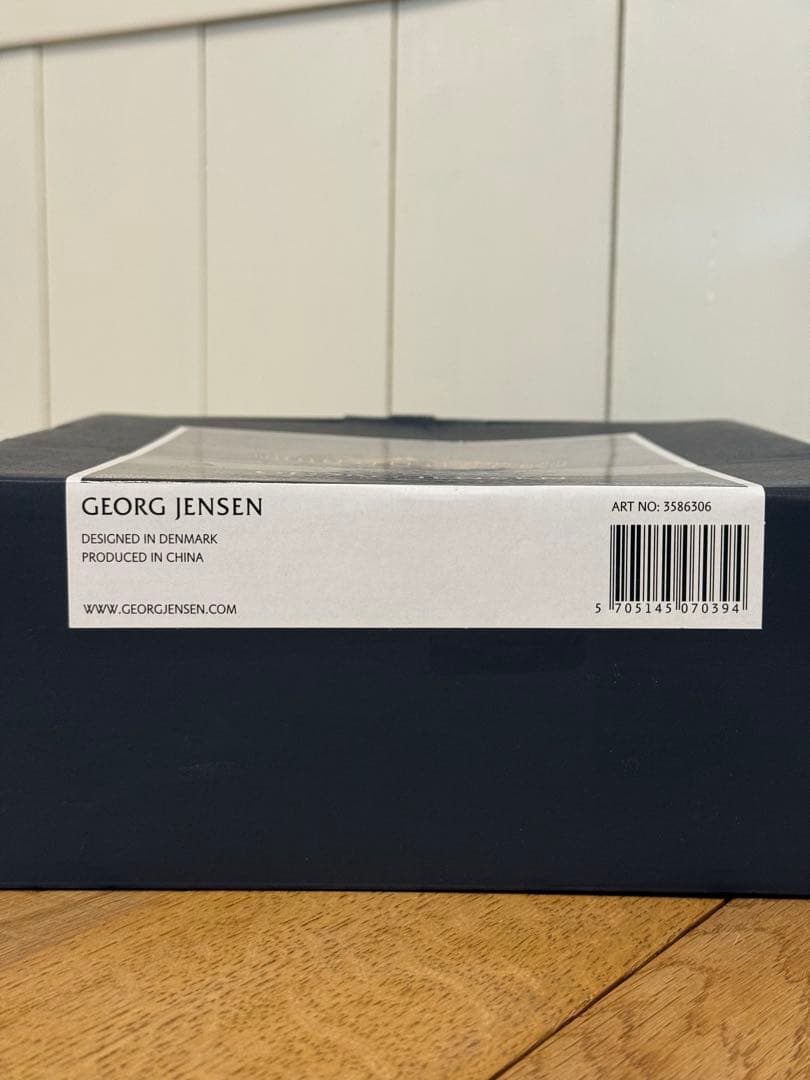 GEORG JENSEN
DESIGNED IN DENMARK
PRODUCED IN CHINA
WWW.GEORGJENSEN.COM
ART NO: 3586306
5 705145 070394